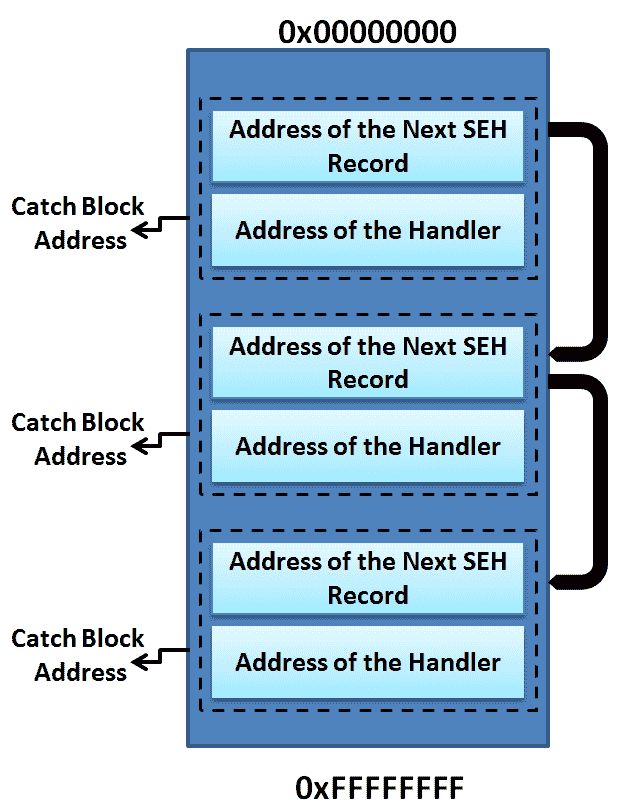 0x00000000
Address of the Next SEH
Record
Catch Block
Address
Address of the Handler
Address of the Next SEH
Record
Catch Block
Address
Address of the Handler
Address of the Next SEH
Record
Catch Block
Address
Address of the Handler
0xFFFFFFFF